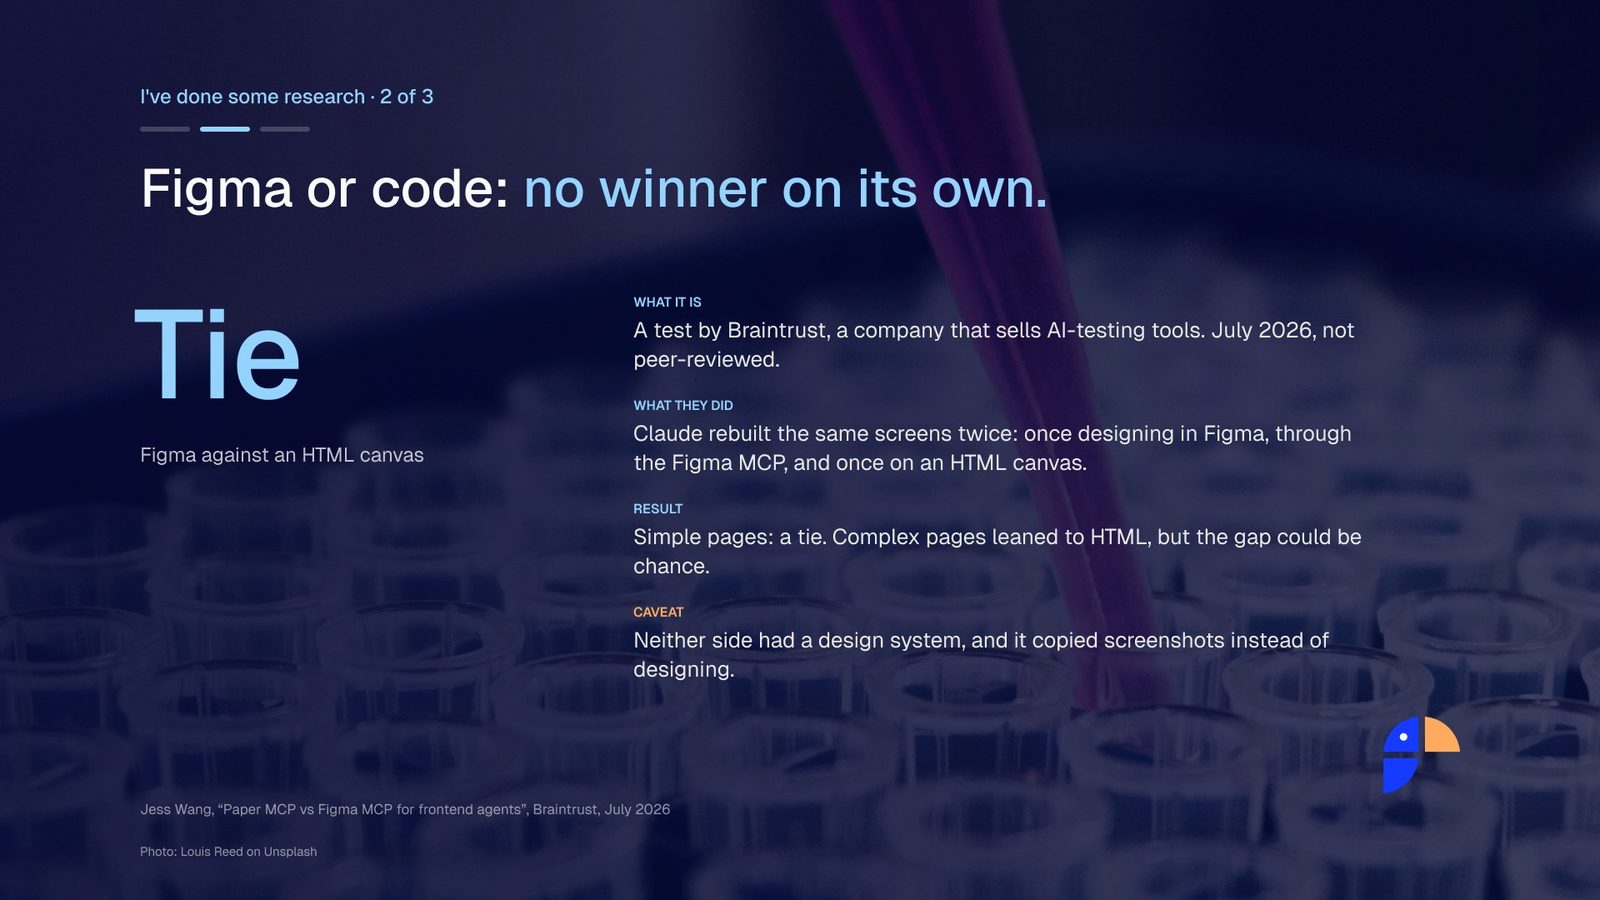 I've done some research · 2 of 3
Figma or code: no winner on its own.
Tie
Figma against an HTML canvas
WHAT IT IS
A test by Braintrust, a company that sells AI-testing tools. July 2026, not
peer-reviewed.
WHAT THEY DID
Claude rebuilt the same screens twice: once designing in Figma, through
the Figma MCP, and once on an HTML canvas.
RESULT
Simple pages: a tie. Complex pages leaned to HTML, but the gap could be
chance.
CAVEAT
Neither side had a design system, and it copied screenshots instead of
designing.
Jess Wang, “Paper MCP vs Figma MCP for frontend agents”, Braintrust, July 2026
Photo: Louis Reed on Unsplash